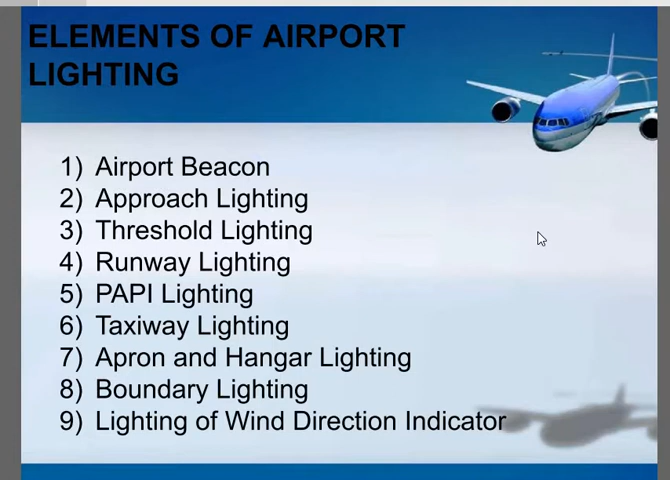 ELEMENTS OF AIRPORT
LIGHTING
1) Airport Beacon
2) Approach Lighting
3) Threshold Lighting
4) Runway Lighting
5) PAPI Lighting
6) Taxiway Lighting
7) Apron and Hangar Lighting
8) Boundary Lighting
9) Lighting of Wind Direction Indicator